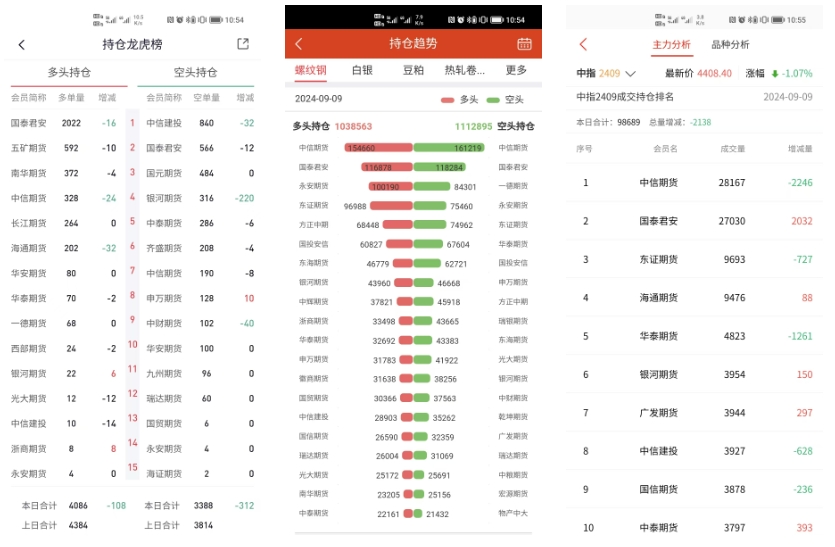 10:54
持仓龙虎榜
多头持仓 空头持仓
会员简称 多单量 增减 会员简称 空单量 增减
国泰君安 2022 -16 1 中信建投 840 -32
五矿期货 592 -10 2 国泰君安 566 -12
南华期货 372 -4 3 国元期货 484 0
中信期货 328 -24 4 银河期货 316 -220
长江期货 264 0 5 中泰期货 286 -6
海通期货 202 -32 6 齐盛期货 208 -4
华安期货 80 0 7 中信期货 190 -8
华泰期货 70 -2 8 申万期货 128 10
一德期货 68 0 9 中财期货 102 -40
西部期货 24 -2 10 华安期货 100 0
银河期货 22 6 11 九州期货 96 0
光大期货 12 -12 12 瑞达期货 60 0
中信建投 10 -14 13 国贸期货 6 0
浙商期货 8 8 14 永安期货 4 0
永安期货 4 0 15 海证期货 2 0
本日合计 4086 -108 本日合计 3388 -312
上日合计 4384 上日合计 3814
10:54
持仓趋势
螺纹钢 白银 豆粕 热轧卷... 更多
2024-09-09 多头 空头
多头持仓 1038563 1112895 空头持仓
中信期货 154660 161219 中信期货
国泰君安 116878 118284 国泰君安
永安期货 100190 84301 一德期货
东证期货 96988 75460 永安期货
方正中期 68448 74962 东证期货
国投安信 60827 67604 华泰期货
东海期货 46779 62721 国投安信
银河期货 43960 46668 申万期货
中辉期货 37821 45918 方正中期
浙商期货 33498 43665 瑞银期货
华泰期货 32692 43383 东海期货
申万期货 31783 41922 光大期货
徽商期货 31638 38256 银河期货
国贸期货 30366 37563 中财期货
中信建投 28903 35262 乾坤期货
国信期货 26590 32359 广发期货
瑞达期货 26004 31069 瑞达期货
光大期货 25172 25691 中粮期货
南华期货 23205 25156 宏源期货
中泰期货 22161 21432 物产中大
10:55
主力分析 品种分析
中指 2409 最新价 4408.40 涨幅 -1.07%
中指2409成交持仓排名 2024-09-09
本日合计： 98689 总量增减： -2138
序号 会员名 成交量 增减量
1 中信期货 28167 -2246
2 国泰君安 27030 2032
3 东证期货 9693 -727
4 海通期货 9476 88
5 华泰期货 4823 -1261
6 银河期货 3954 150
7 广发期货 3944 297
8 中信建投 3927 -628
9 国信期货 3878 -236
10 中泰期货 3797 393